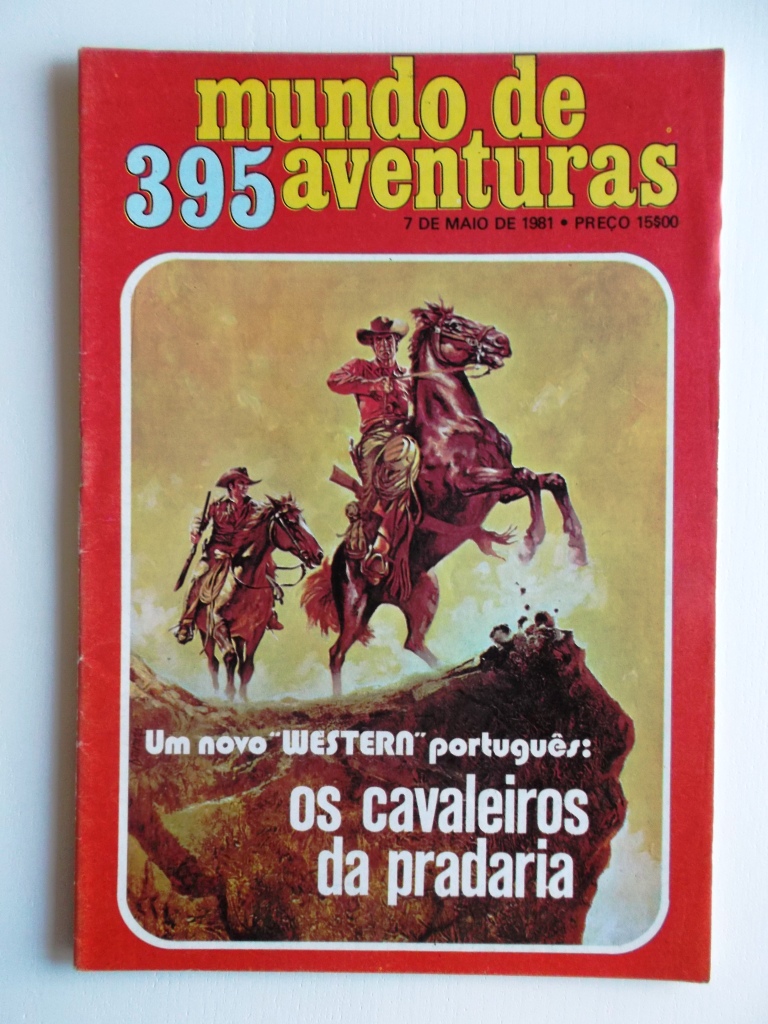 mundo de
395 aventuras
7 DE MAIO DE 1981 • PREÇO 15$00
Um novo "WESTERN" português:
os cavaleiros
da pradaria